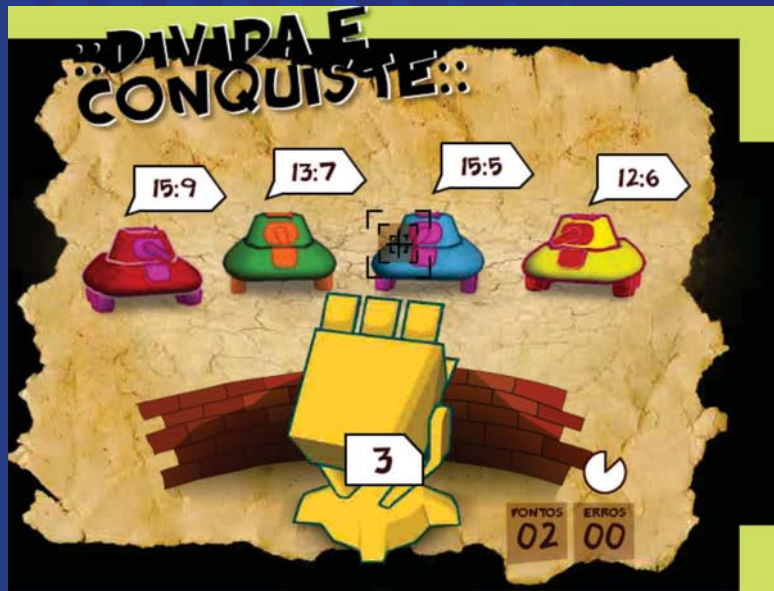 ::DIVIDA E
CONQUISTE::
15:9
13:7
15:5
12:6
3
PONTOS
02
ERROS
00